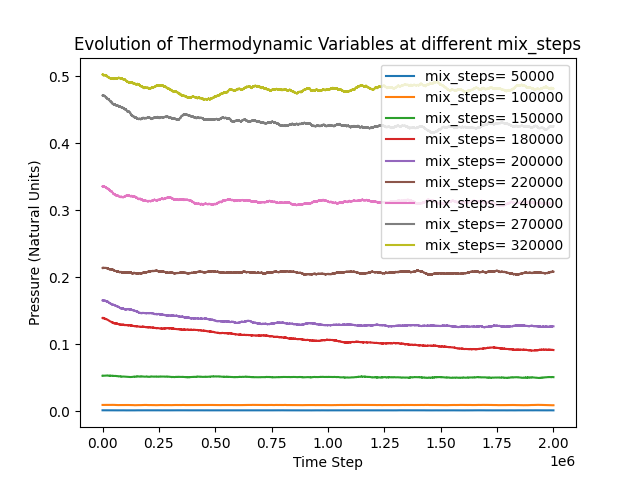 Evolution of Thermodynamic Variables at different mix_steps
mix_steps= 50000
mix_steps= 100000
mix_steps= 150000
mix_steps= 180000
mix_steps= 200000
mix_steps= 220000
mix_steps= 240000
mix_steps= 270000
mix_steps= 320000
Pressure (Natural Units)
0.5
0.4
0.3
0.2
0.1
0.0
0.00 0.25 0.50 0.75 1.00 1.25 1.50 1.75 2.00
1e6
Time Step